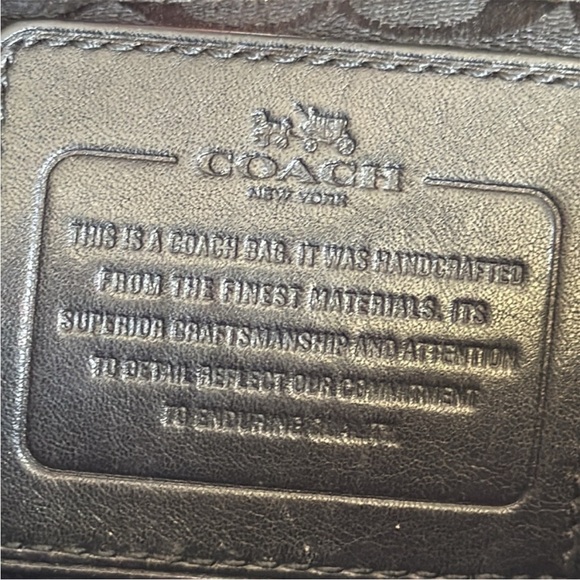 COACH
NEW YORK
THIS IS A COACH BAG. IT WAS HANDCRAFTED
FROM THE FINEST MATERIALS. ITS
SUPERIOR CRAFTSMANSHIP AND ATTENTION
TO DETAIL REFLECT OUR COMMITMENT
TO ENDURING QUALITY.